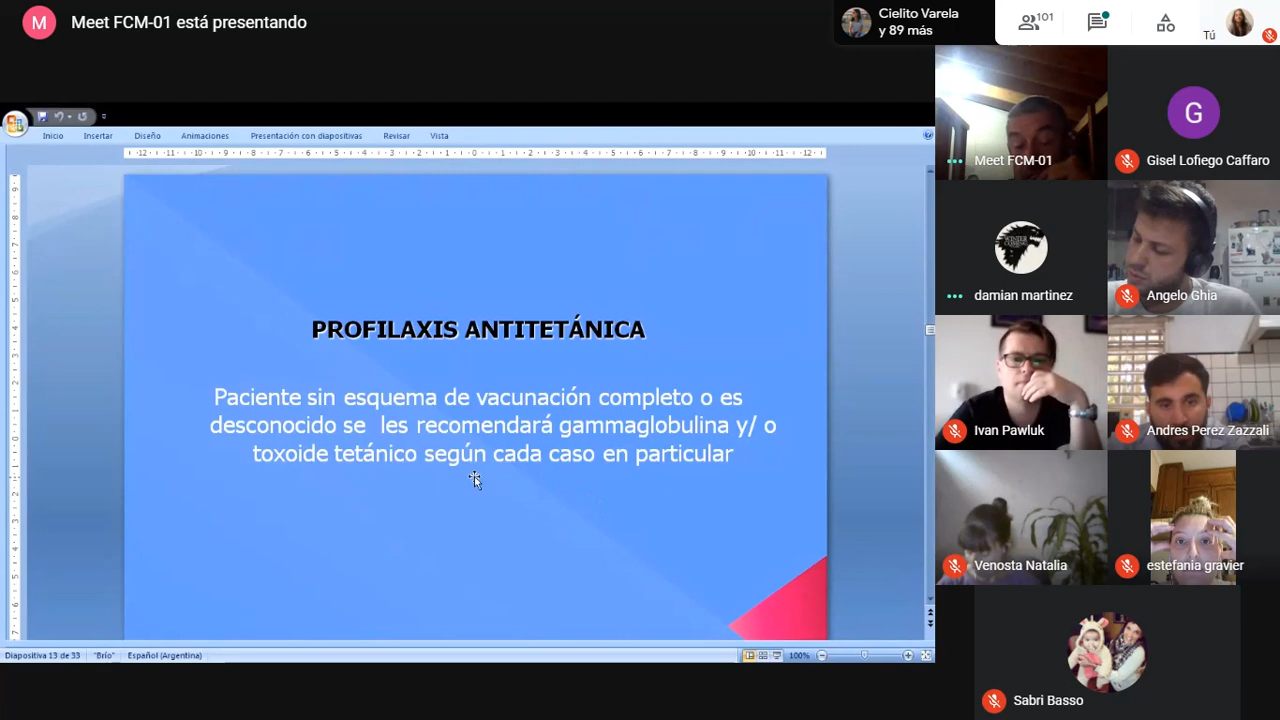 M
Meet FCM-01 está presentando
Cielito Varela
y 89 más
101
Tú
Inicio
Insertar
Diseño
Animaciones
Presentación con diapositivas
Revisar
Vista
PROFILAXIS ANTITETÁNICA
Paciente sin esquema de vacunación completo o es
desconocido se les recomendará gammaglobulina y/ o
toxoide tetánico según cada caso en particular
Diapositiva 13 de 33
"Brío"
Español (Argentina)
100%
Meet FCM-01
G
Gisel Lofiego Caffaro
damian martinez
Angelo Ghia
Ivan Pawluk
Andres Perez Zazzali
Venosta Natalia
estefania gravier
Sabri Basso